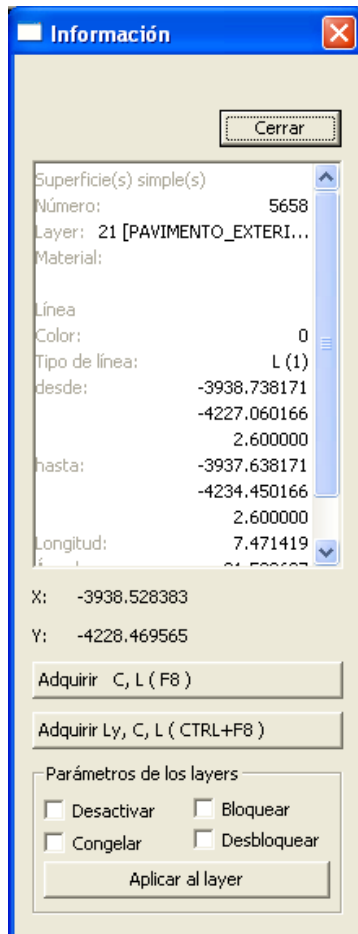 Información
Cerrar
Superficie(s) simple(s)
Número: 5658
Layer: 21 [PAVIMENTO_EXTERI...
Material:
Línea
Color: 0
Tipo de línea: L (1)
desde: -3938.738171
-4227.060166
2.600000
hasta: -3937.638171
-4234.450166
2.600000
Longitud: 7.471419
X: -3938.528383
Y: -4228.469565
Adquirir C, L ( F8 )
Adquirir Ly, C, L ( CTRL+F8 )
Parámetros de los layers
Desactivar Bloquear
Congelar Desbloquear
Aplicar al layer